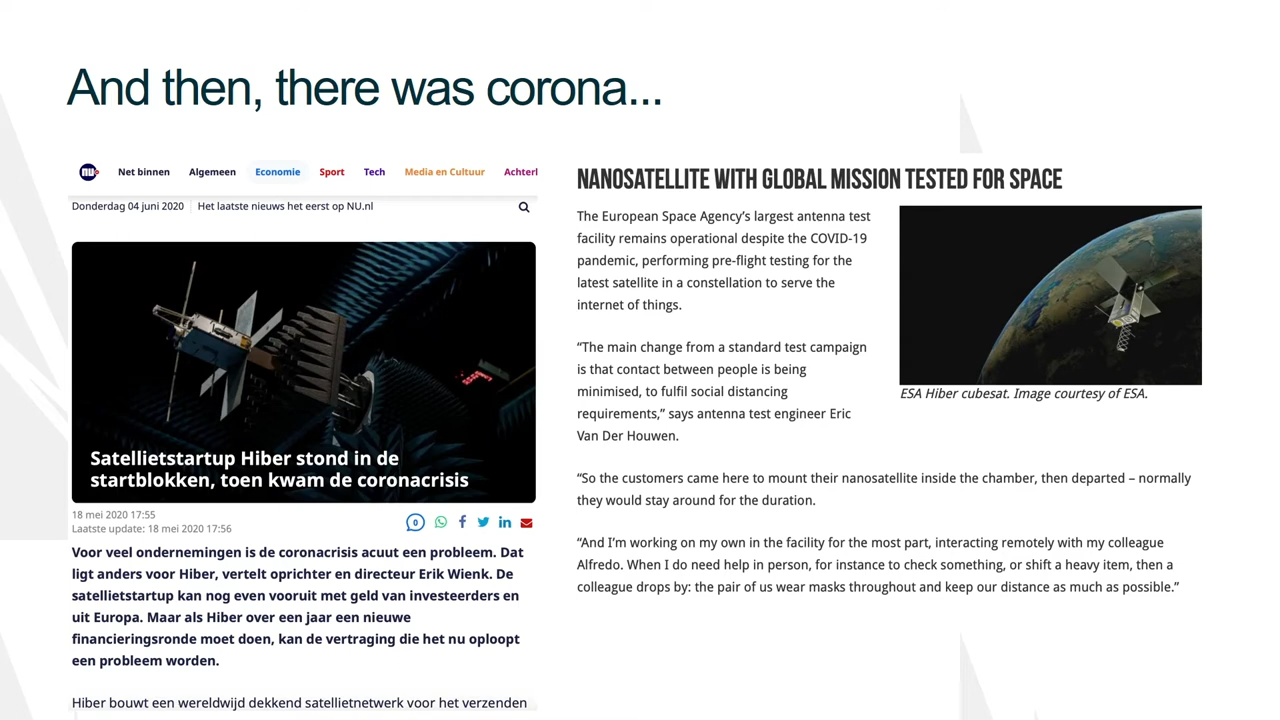 And then, there was corona...
nu
Net binnen Algemeen Economie Sport Tech Media en Cultuur Achterl
Donderdag 04 juni 2020 Het laatste nieuws het eerst op NU.nl
Satellietstartup Hiber stond in de
startblokken, toen kwam de coronacrisis
18 mei 2020 17:55
Laatste update: 18 mei 2020 17:56
0
Voor veel ondernemingen is de coronacrisis acuut een probleem. Dat
ligt anders voor Hiber, vertelt oprichter en directeur Erik Wienk. De
satellietstartup kan nog even vooruit met geld van investeerders en
uit Europa. Maar als Hiber over een jaar een nieuwe
financieringsronde moet doen, kan de vertraging die het nu oploopt
een probleem worden.
Hiber bouwt een wereldwijd dekkend satellietnetwerk voor het verzenden
NANOSATELLITE WITH GLOBAL MISSION TESTED FOR SPACE
The European Space Agency’s largest antenna test
facility remains operational despite the COVID-19
pandemic, performing pre-flight testing for the
latest satellite in a constellation to serve the
internet of things.
“The main change from a standard test campaign
is that contact between people is being
minimised, to fulfil social distancing
requirements,” says antenna test engineer Eric
Van Der Houwen.
ESA Hiber cubesat. Image courtesy of ESA.
“So the customers came here to mount their nanosatellite inside the chamber, then departed – normally
they would stay around for the duration.
“And I’m working on my own in the facility for the most part, interacting remotely with my colleague
Alfredo. When I do need help in person, for instance to check something, or shift a heavy item, then a
colleague drops by: the pair of us wear masks throughout and keep our distance as much as possible.”